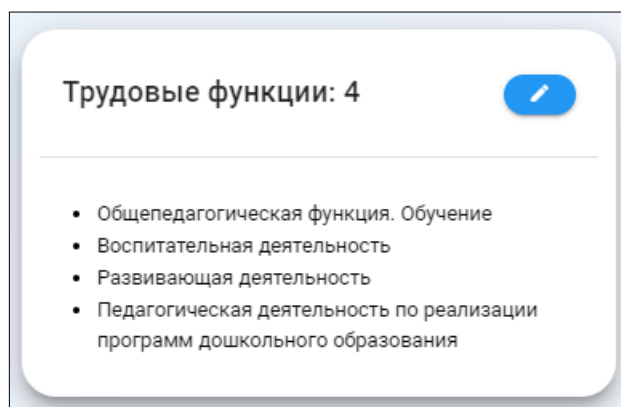 Трудовые функции: 4
• Общепедагогическая функция. Обучение
• Воспитательная деятельность
• Развивающая деятельность
• Педагогическая деятельность по реализации
программ дошкольного образования